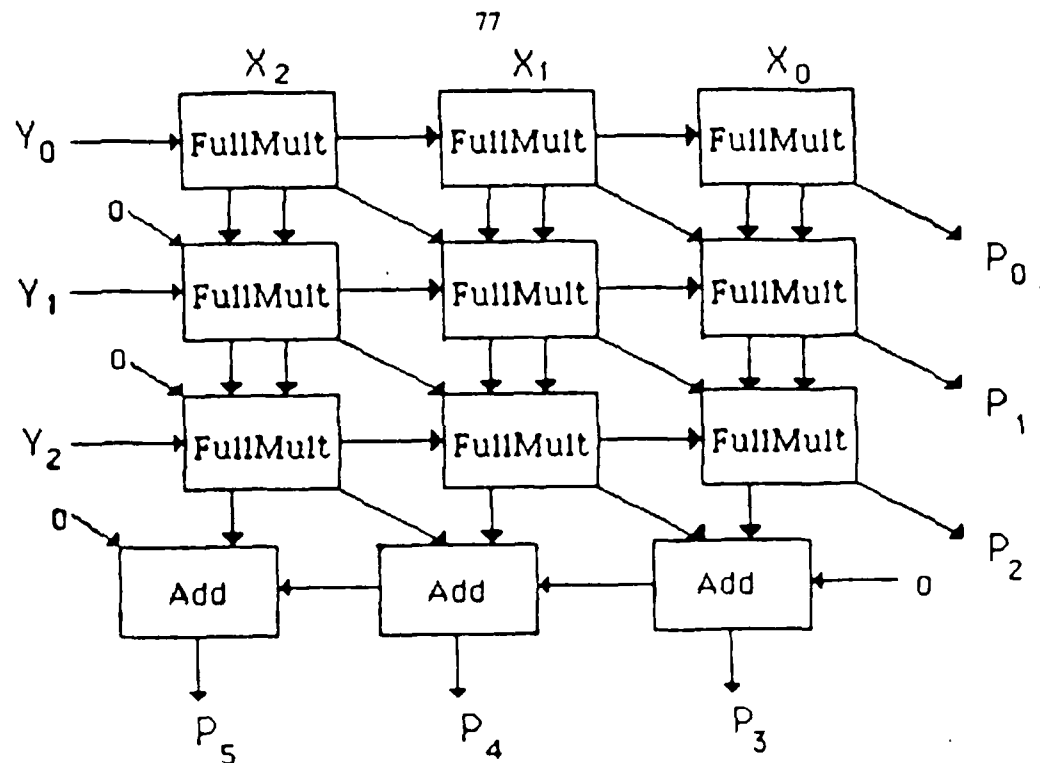 77
X2 X1 X0
Y0 FullMult FullMult FullMult
0 P0
Y1 FullMult FullMult FullMult
0 P1
Y2 FullMult FullMult FullMult
0 P2
Add Add Add 0
P5 P4 P3